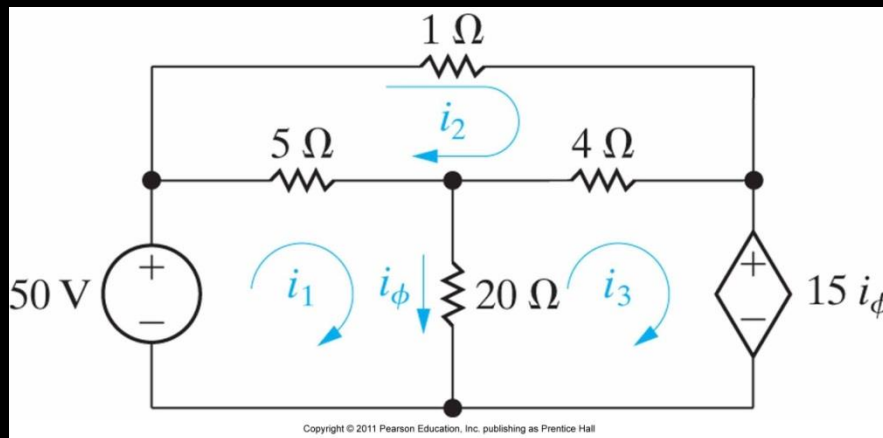 1 Ω
i₂
5 Ω
4 Ω
50 V
+
−
i₁
iϕ
20 Ω
i₃
+
−
15 iϕ
Copyright © 2011 Pearson Education, Inc. publishing as Prentice Hall